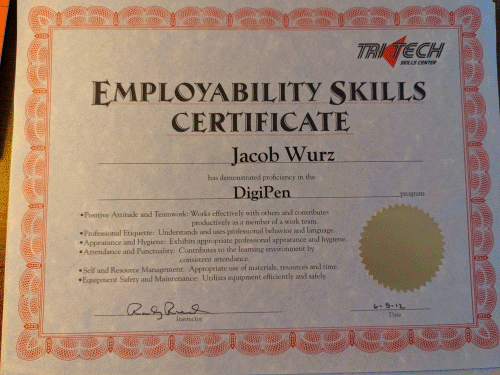 TRI TECH
SKILLS CENTER
EMPLOYABILITY SKILLS
CERTIFICATE
Jacob Wurz
has demonstrated proficiency in the
DigiPen program
•Positive Attitude and Teamwork: Works effectively with others and contributes
productively as a member of a work team.
•Professional Etiquette: Understands and uses professional behavior and language.
•Appearance and Hygiene: Exhibits appropriate professional appearance and hygiene.
•Attendance and Punctuality: Contributes to the learning environment by
consistent attendance.
•Self and Resource Management: Appropriate use of materials, resources and time.
•Equipment Safety and Maintenance: Utilizes equipment efficiently and safely.
6-5-12
Instructor Date